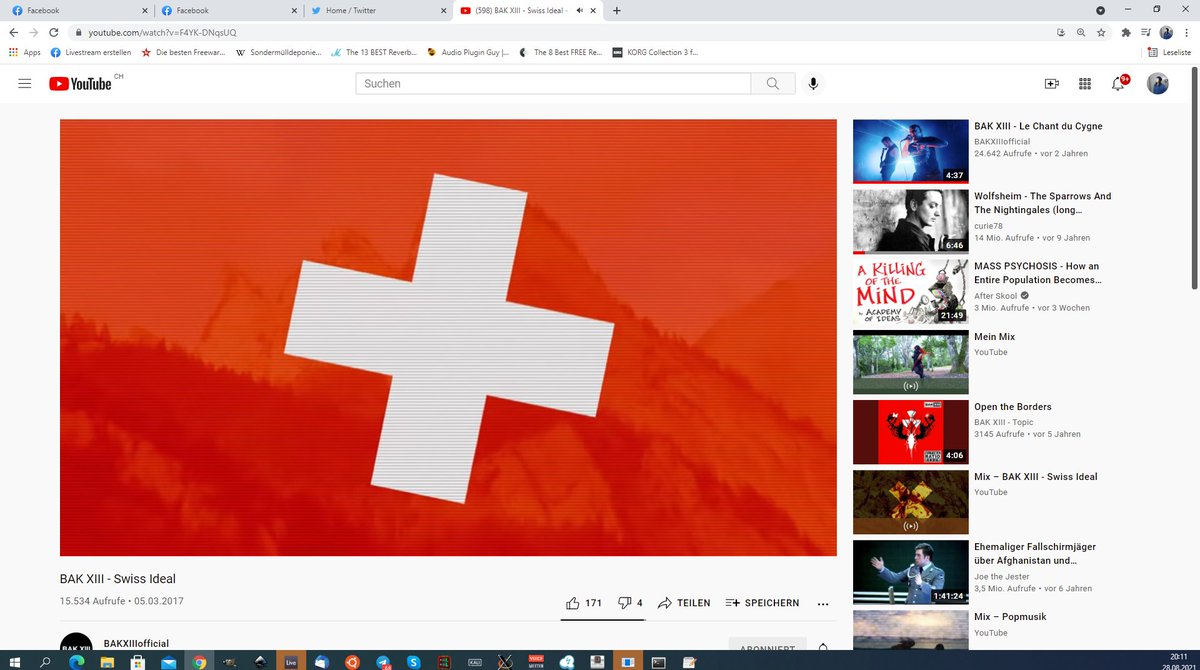 Facebook
Facebook
Home / Twitter
(598) BAK XIII - Swiss Ideal -
youtube.com/watch?v=F4YK-DNqsUQ
Apps
Livestream erstellen
Die besten Freewar...
Sondermülldeponie...
The 13 BEST Reverb...
Audio Plugin Guy |...
The 8 Best FREE Re...
KORG Collection 3 f...
Leseliste
YouTube CH
Suchen
9+
BAK XIII - Le Chant du Cygne
BAKXIIIofficial
24.642 Aufrufe • vor 2 Jahren
4:37
Wolfsheim - The Sparrows And
The Nightingales (long...
curie78
14 Mio. Aufrufe • vor 9 Jahren
6:46
A KILLING
OF THE
MIND
by ACADEMY
OF IDEAS
21:49
MASS PSYCHOSIS - How an
Entire Population Becomes...
After Skool
3 Mio. Aufrufe • vor 3 Wochen
Mein Mix
YouTube
Open the Borders
BAK XIII - Topic
3145 Aufrufe • vor 5 Jahren
4:06
Mix – BAK XIII - Swiss Ideal
YouTube
Ehemaliger Fallschirmjäger
über Afghanistan und...
Joe the Jester
3,5 Mio. Aufrufe • vor 6 Jahren
1:41:24
Mix – Popmusik
YouTube
BAK XIII - Swiss Ideal
15.534 Aufrufe • 05.03.2017
171
4
TEILEN
SPEICHERN
BAK XIII
BAKXIIIofficial
ABONNIERT
Live
20:11
28.08.2021